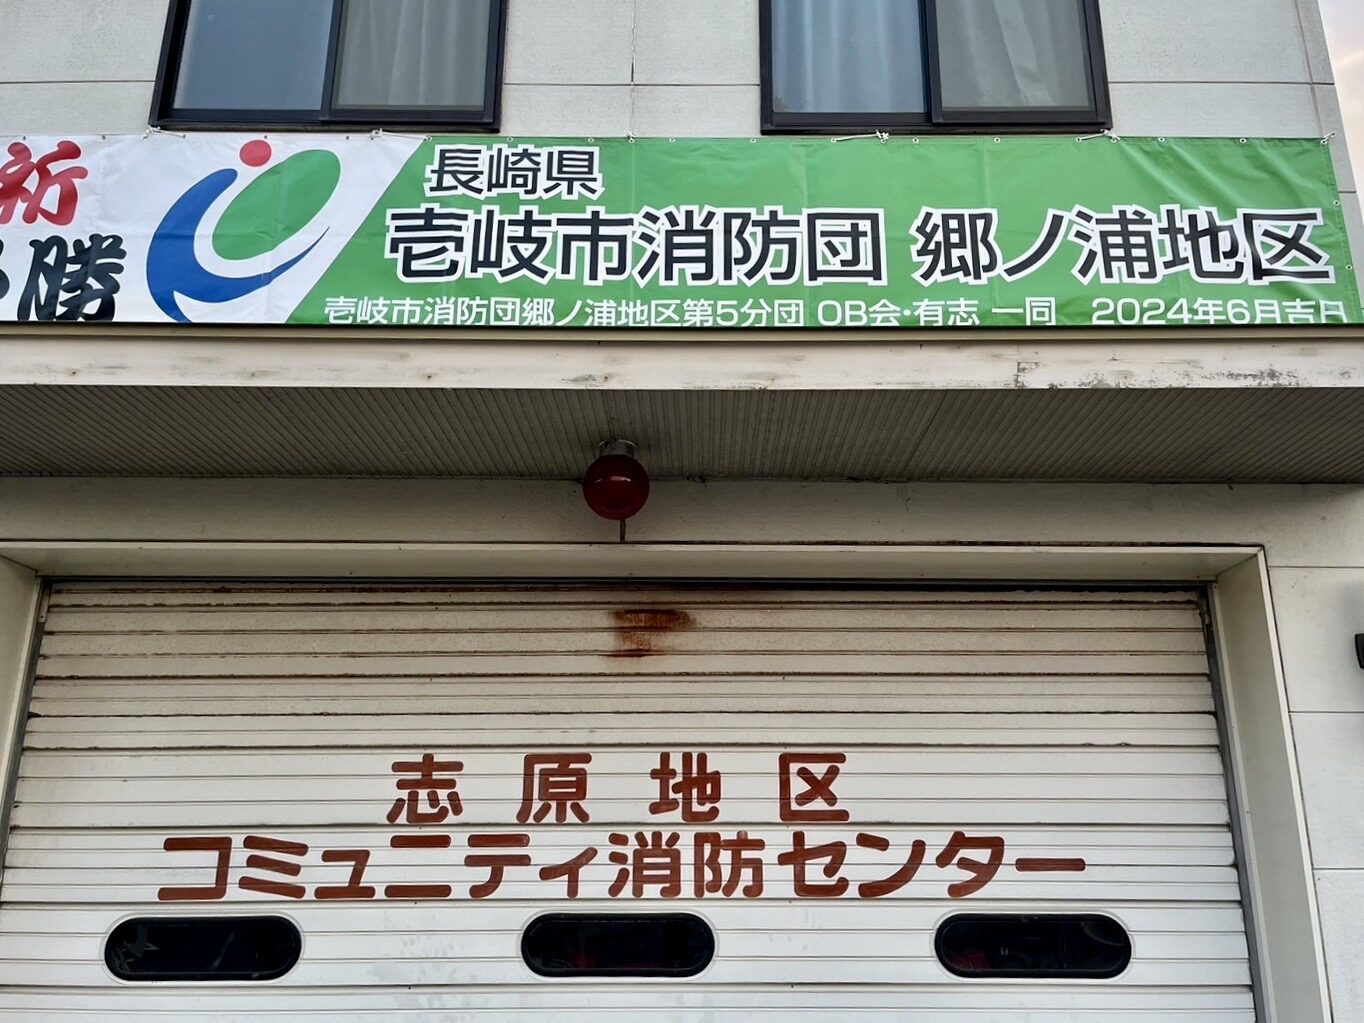 祈
勝
長崎県
壱岐市消防団 郷ノ浦地区
壱岐市消防団郷ノ浦地区第5分団 OB会・有志 一同 2024年6月吉日
志原地区
コミュニティ消防センター